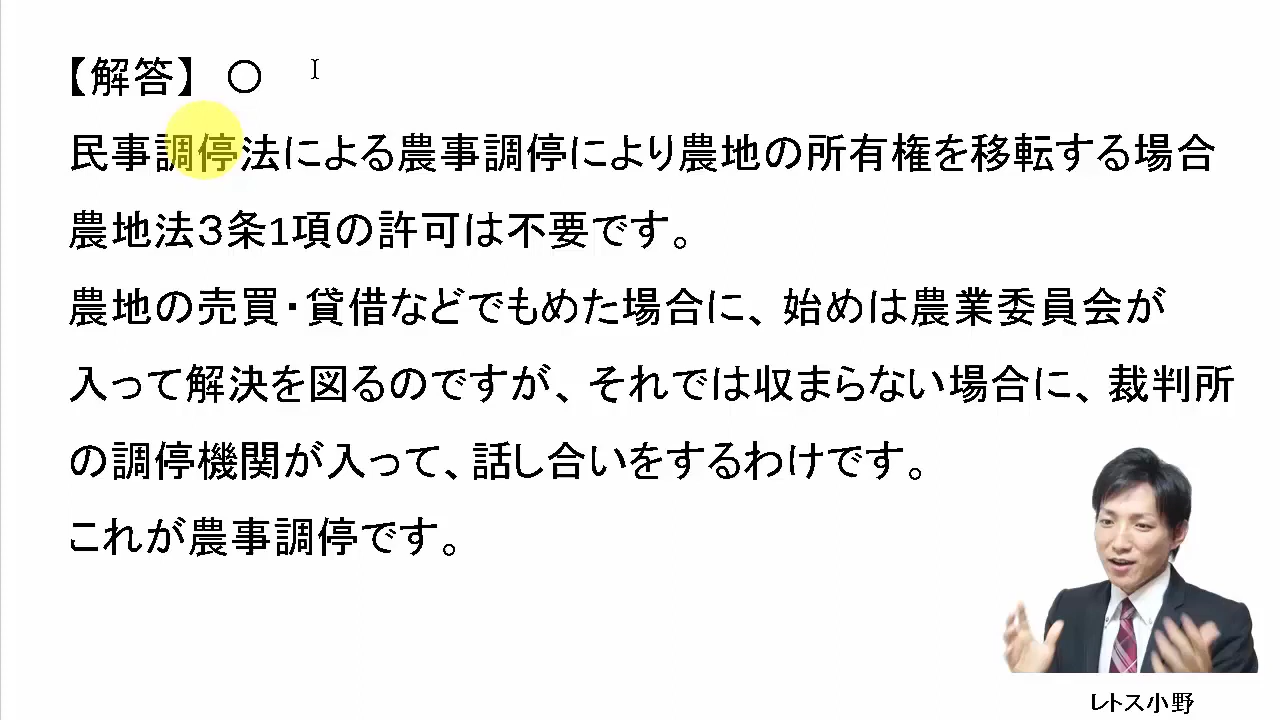 【解答】 〇
民事調停法による農事調停により農地の所有権を移転する場合
農地法３条1項の許可は不要です。
農地の売買・貸借などでもめた場合に、始めは農業委員会が
入って解決を図るのですが、それでは収まらない場合に、裁判所
の調停機関が入って、話し合いをするわけです。
これが農事調停です。
レトス小野